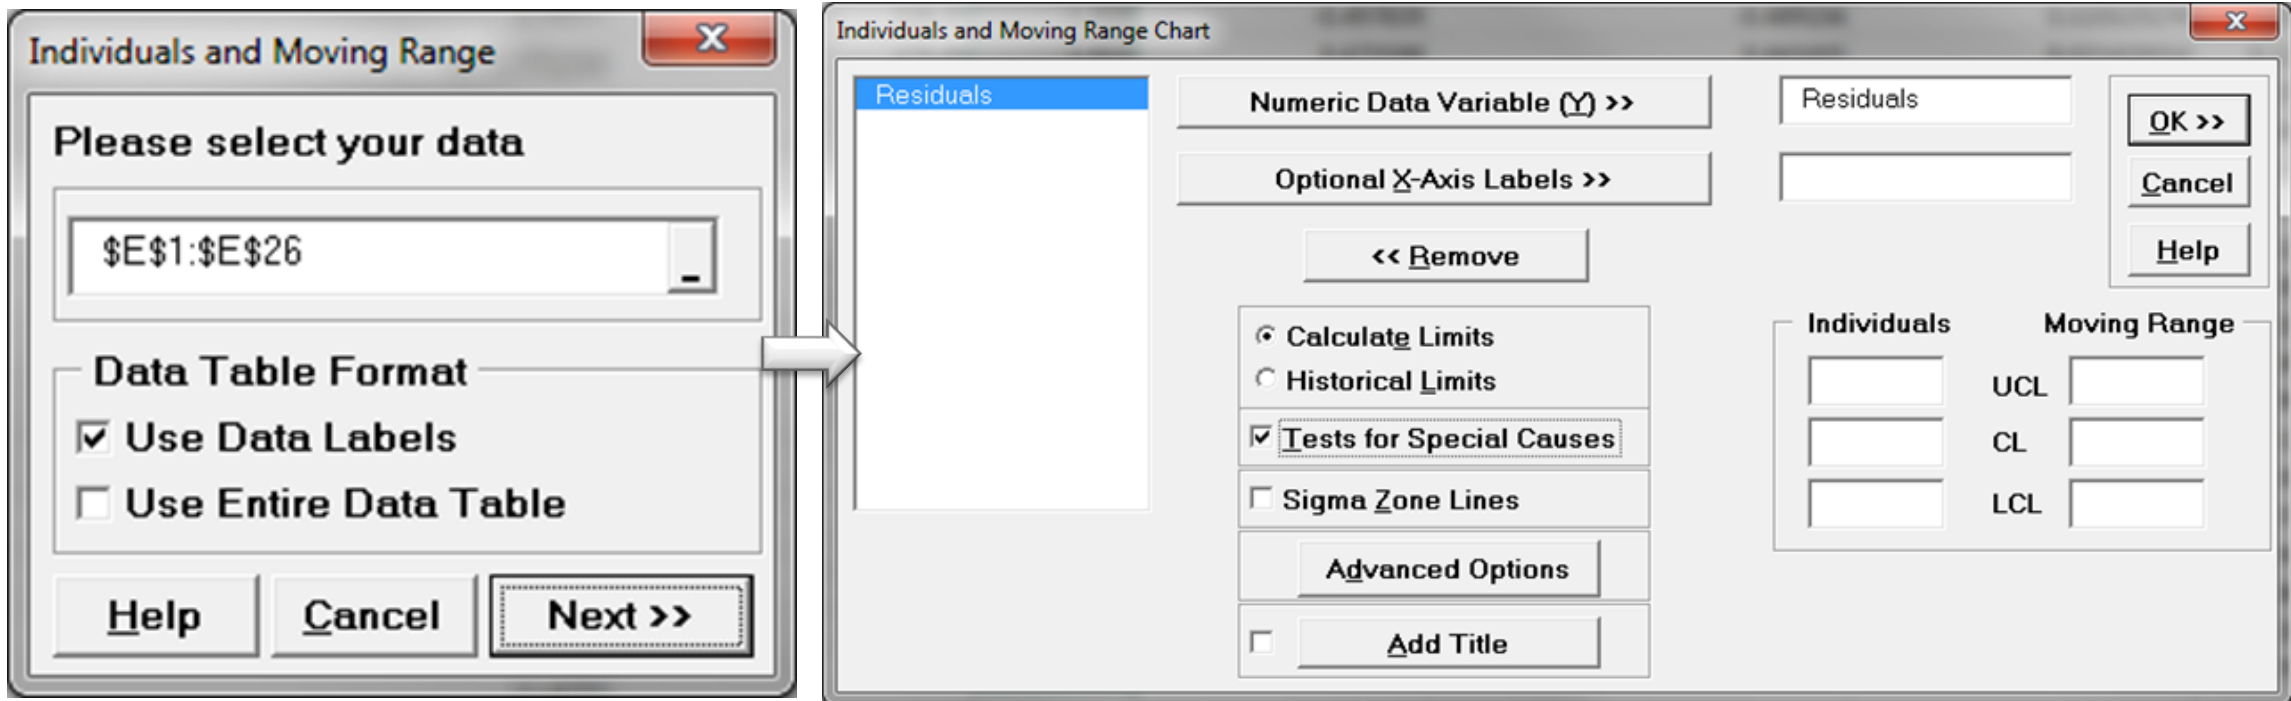 Individuals and Moving Range
Please select your data
$E$1:$E$26
Data Table Format
Use Data Labels
Use Entire Data Table
Help
Cancel
Next >>
Individuals and Moving Range Chart
Residuals
Numeric Data Variable (Y) >>
Residuals
Optional X-Axis Labels >>
<< Remove
OK >>
Cancel
Help
Calculate Limits
Historical Limits
Tests for Special Causes
Sigma Zone Lines
Advanced Options
Add Title
Individuals Moving Range
UCL
CL
LCL